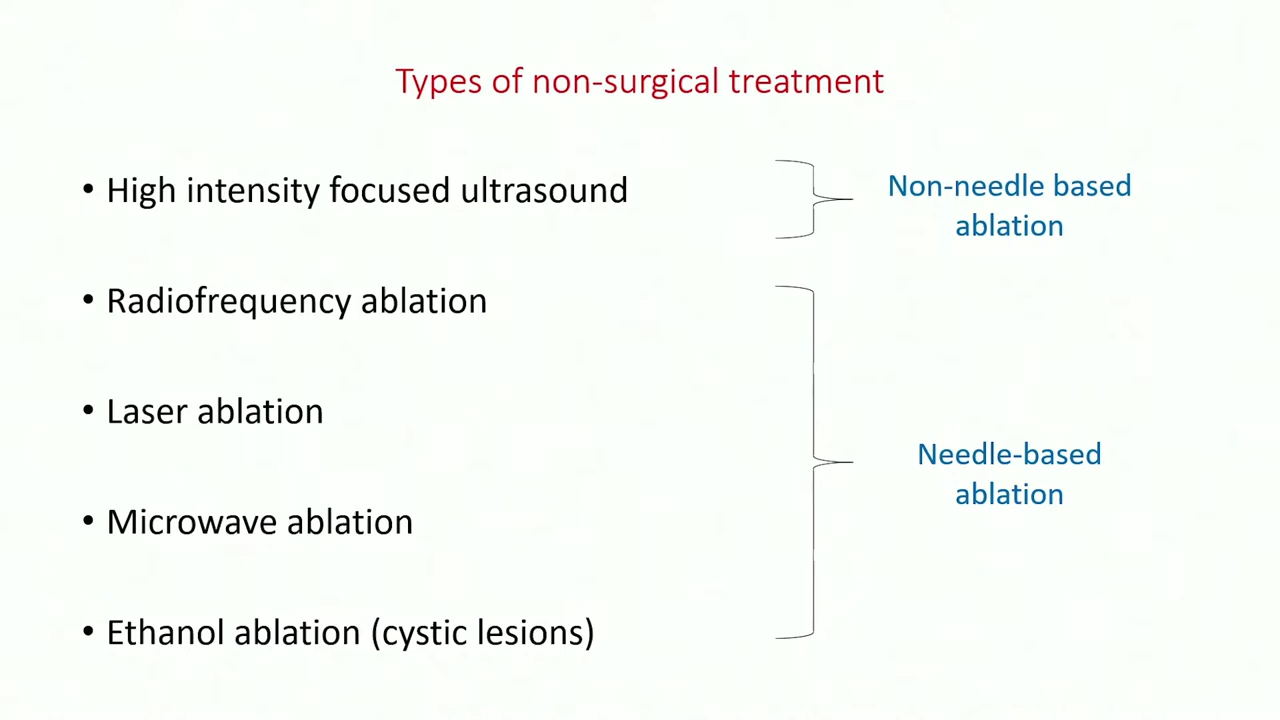 Types of non-surgical treatment
• High intensity focused ultrasound
Non-needle based
ablation
• Radiofrequency ablation
• Laser ablation
Needle-based
ablation
• Microwave ablation
• Ethanol ablation (cystic lesions)